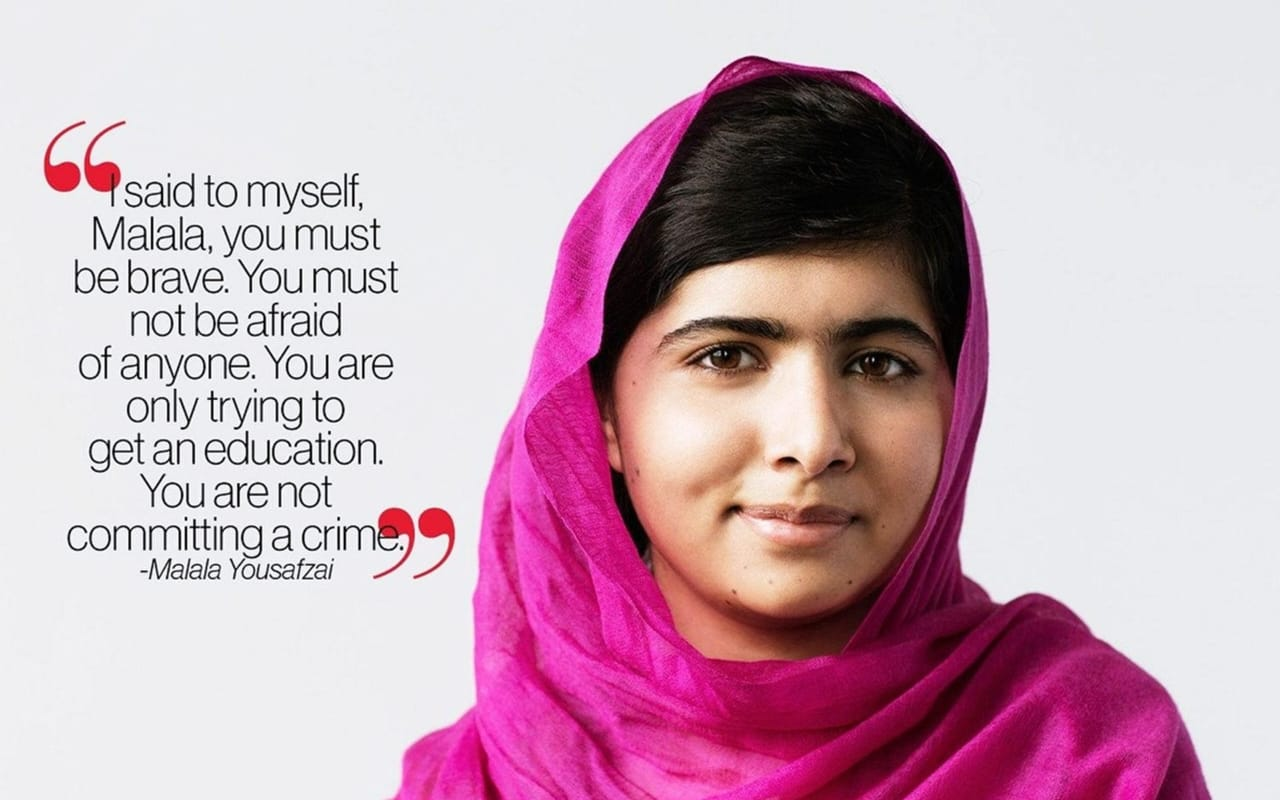 “I said to myself,
Malala, you must
be brave. You must
not be afraid
of anyone. You are
only trying to
get an education.
You are not
committing a crime.”
-Malala Yousafzai